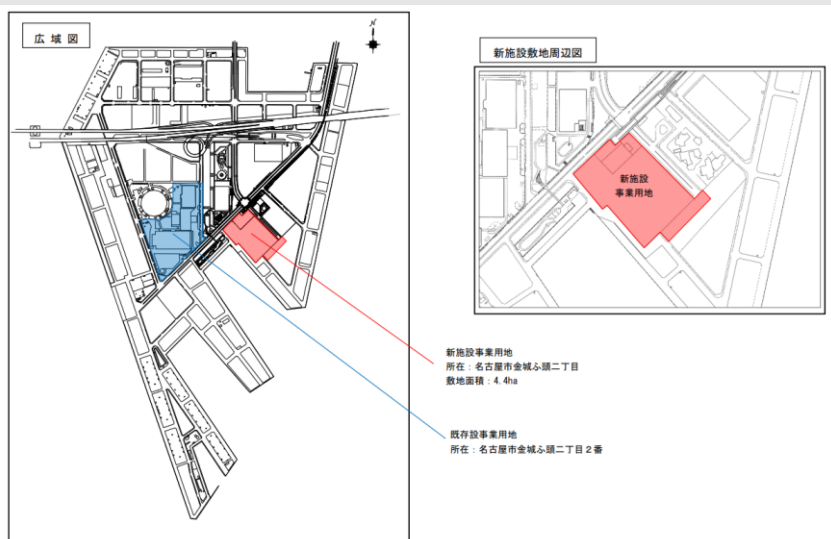 広域図
N
新施設敷地周辺図
新施設
事業用地
新施設事業用地
所在：名古屋市金城ふ頭二丁目
敷地面積：4.4ha
既存設事業用地
所在：名古屋市金城ふ頭二丁目２番